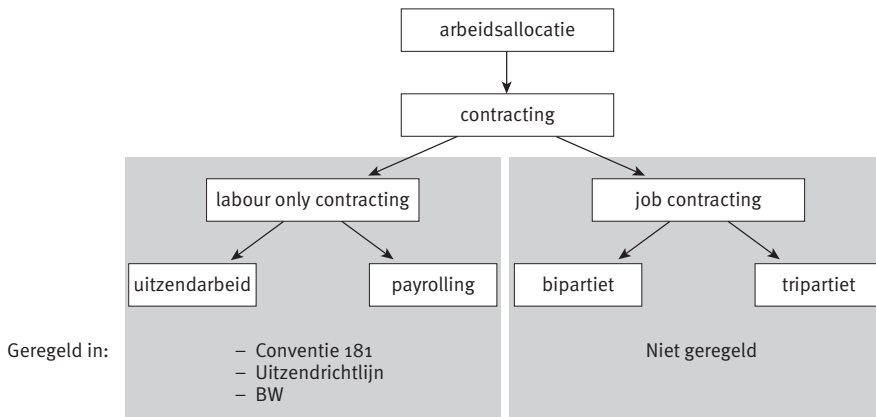 arbeidsallocatie
contracting
labour only contracting
job contracting
uitzendarbeid
payrolling
bipartiet
tripartiet
Geregeld in:
– Conventie 181
– Uitzendrichtlijn
– BW
Niet geregeld